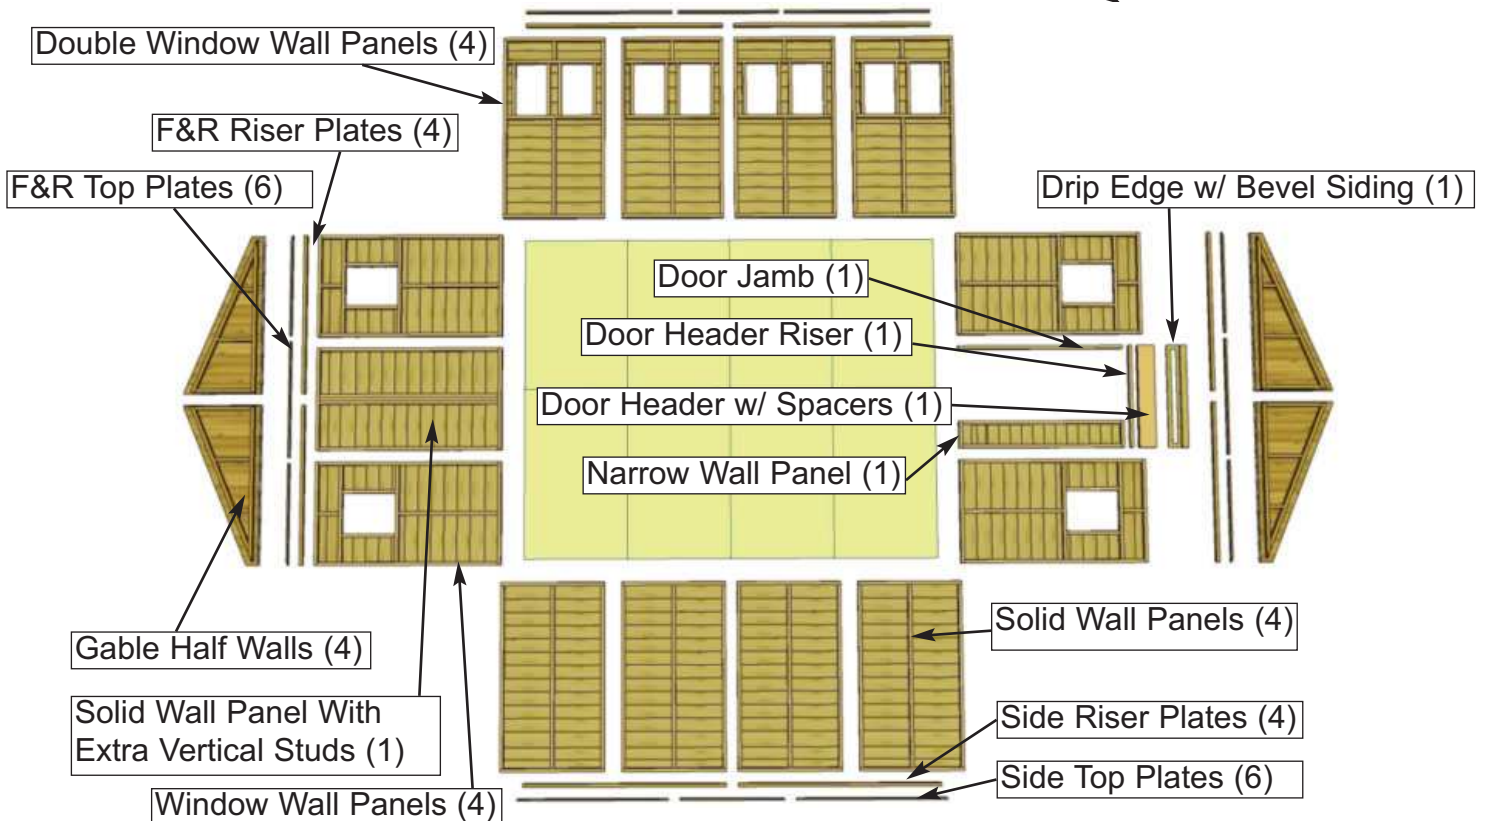 Double Window Wall Panels (4)
F&R Riser Plates (4)
F&R Top Plates (6)
Drip Edge w/ Bevel Siding (1)
Door Jamb (1)
Door Header Riser (1)
Door Header w/ Spacers (1)
Narrow Wall Panel (1)
Gable Half Walls (4)
Solid Wall Panels (4)
Solid Wall Panel With
Extra Vertical Studs (1)
Side Riser Plates (4)
Side Top Plates (6)
Window Wall Panels (4)